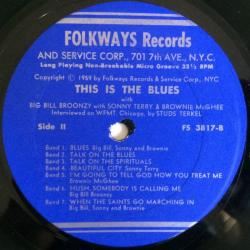 FOLKWAYS Records
AND SERVICE CORP., 701 7TH AVE., N.Y.C.
Long Playing Non-Breakable Micro Groove 33⅓ RPM
Copyright ℗ 1959 by Folkways Records & Service Corp., NYC
THIS IS THE BLUES
with
BIG BILL BROONZY with SONNY TERRY & BROWNIE McGHEE
Interviewed on WFMT, Chicago, by STUDS TERKEL
Side II FS 3817-B
Band 1. BLUES Big Bill, Sonny and Brownie
Band 2. TALK ON THE BLUES
Band 3. TALK ON THE SPIRITUALS
Band 4. BEAUTIFUL CITY Sonny Terry
Band 5. I'M GOING TO TELL GOD HOW YOU TREAT ME
Brownie McGhee
Band 6. HUSH, SOMEBODY IS CALLING ME
Big Bill Broonzy
Band 7. WHEN THE SAINTS GO MARCHING IN
Big Bill, Sonny and Brownie